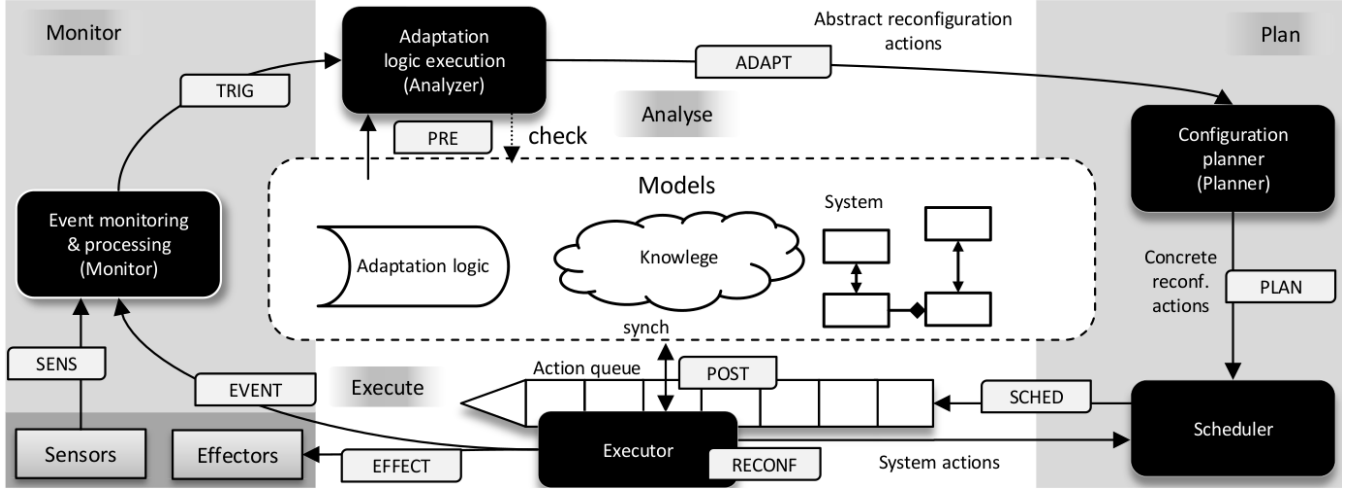 Monitor
Adaptation
logic execution
(Analyzer)
Abstract reconfiguration
actions
Plan
ADAPT
TRIG
Analyse
PRE
check
Configuration
planner
(Planner)
Models
Event monitoring
& processing
(Monitor)
System
Adaptation logic
Knowlege
Concrete
reconf.
actions
PLAN
synch
SENS
Action queue
POST
EVENT
Execute
SCHED
Sensors
Effectors
EFFECT
Executor
RECONF
System actions
Scheduler